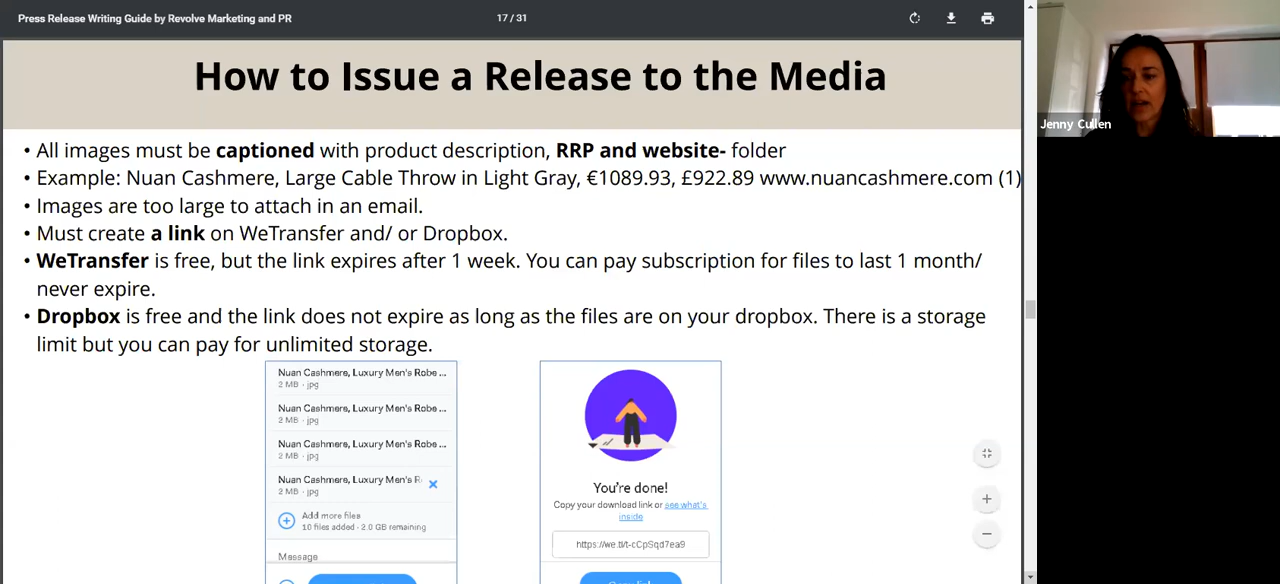 Press Release Writing Guide by Revolve Marketing and PR
17 / 31
How to Issue a Release to the Media
• All images must be captioned with product description, RRP and website- folder
• Example: Nuan Cashmere, Large Cable Throw in Light Gray, €1089.93, £922.89 www.nuancashmere.com (1)
• Images are too large to attach in an email.
• Must create a link on WeTransfer and/ or Dropbox.
• WeTransfer is free, but the link expires after 1 week. You can pay subscription for files to last 1 month/
never expire.
• Dropbox is free and the link does not expire as long as the files are on your dropbox. There is a storage
limit but you can pay for unlimited storage.
Nuan Cashmere, Luxury Men's Robe ...
2 MB · jpg
Nuan Cashmere, Luxury Men's Robe ...
2 MB · jpg
Nuan Cashmere, Luxury Men's Robe ...
2 MB · jpg
Nuan Cashmere, Luxury Men's R
2 MB · jpg
Add more files
10 files added · 2.0 GB remaining
Message
You're done!
Copy your download link or see what's
inside
https://we.tl/t-cCpSqd7ea9
Jenny Cullen